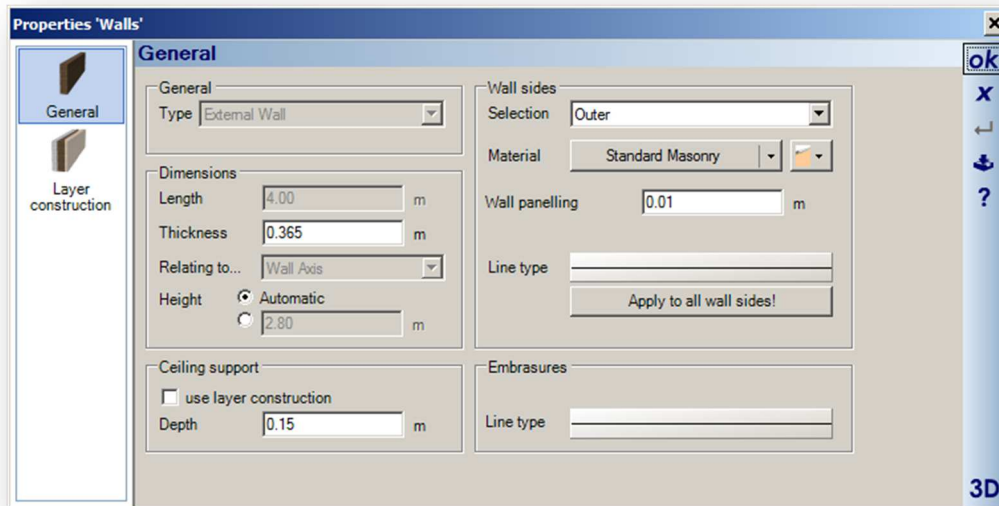 Properties 'Walls'
General
Layer
construction
General
General
Type External Wall
Dimensions
Length 4.00 m
Thickness 0.365 m
Relating to... Wall Axis
Height Automatic
2.80 m
Ceiling support
use layer construction
Depth 0.15 m
Wall sides
Selection Outer
Material Standard Masonry
Wall panelling 0.01 m
Line type
Apply to all wall sides!
Embrasures
Line type
ok
x
?
3D